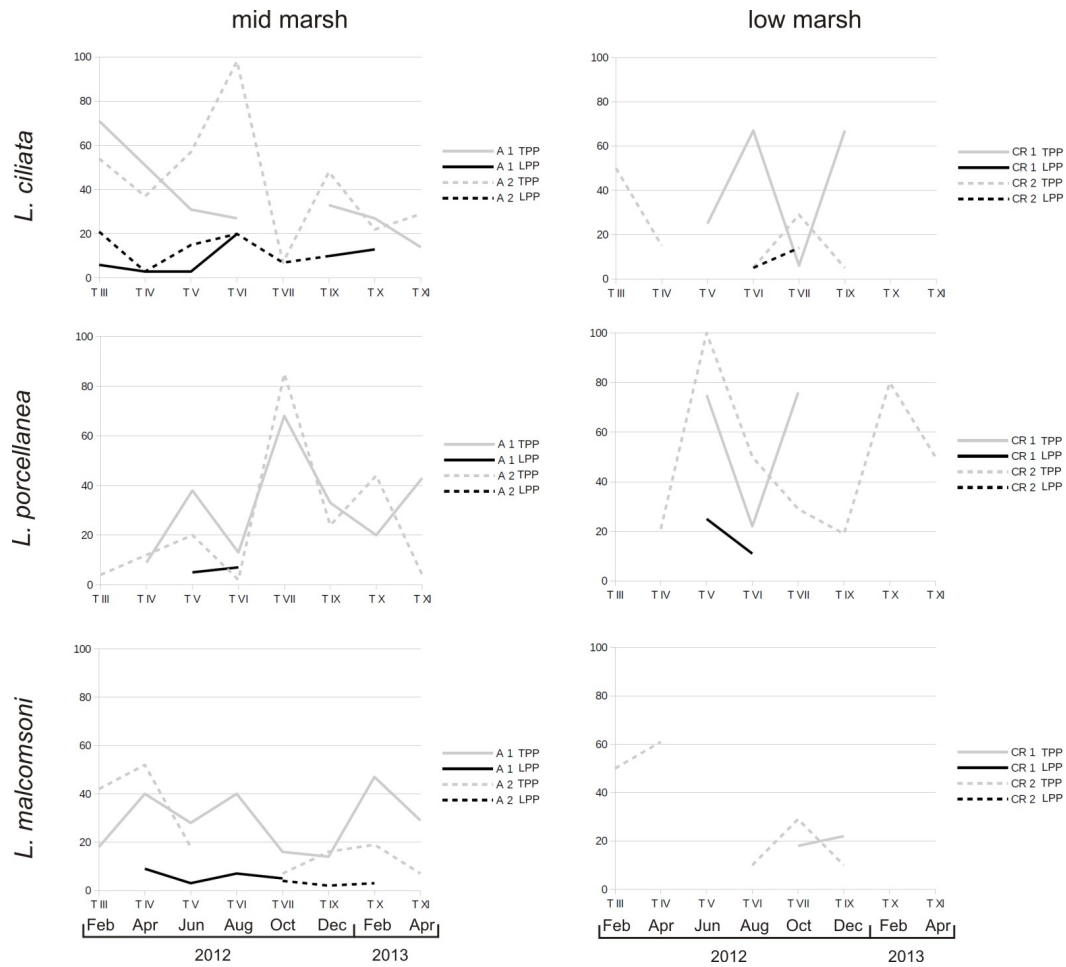 mid marsh
low marsh
L. ciliata
100
80
60
40
20
0
T III T IV T V T VI T VII T IX T X T XI
A 1 TPP
A 1 LPP
A 2 TPP
A 2 LPP
100
80
60
40
20
0
T III T IV T V T VI T VII T IX T X T XI
CR 1 TPP
CR 1 LPP
CR 2 TPP
CR 2 LPP
L. porcellanea
100
80
60
40
20
0
T III T IV T V T VI T VII T IX T X T XI
A 1 TPP
A 1 LPP
A 2 TPP
A 2 LPP
100
80
60
40
20
0
T III T IV T V T VI T VII T IX T X T XI
CR 1 TPP
CR 1 LPP
CR 2 TPP
CR 2 LPP
L. malcomsoni
100
80
60
40
20
0
T III T IV T V T VI T VII T IX T X T XI
Feb Apr Jun Aug Oct Dec Feb Apr
2012 2013
A 1 TPP
A 1 LPP
A 2 TPP
A 2 LPP
100
80
60
40
20
0
T III T IV T V T VI T VII T IX T X T XI
Feb Apr Jun Aug Oct Dec Feb Apr
2012 2013
CR 1 TPP
CR 1 LPP
CR 2 TPP
CR 2 LPP